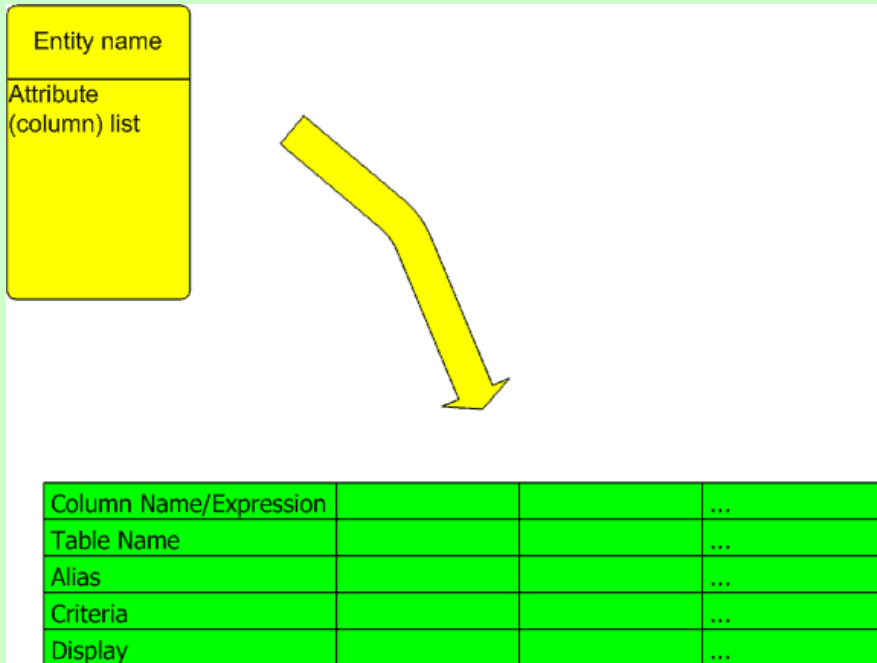 Entity name
Attribute
(column) list
Column Name/Expression ...
Table Name ...
Alias ...
Criteria ...
Display ...